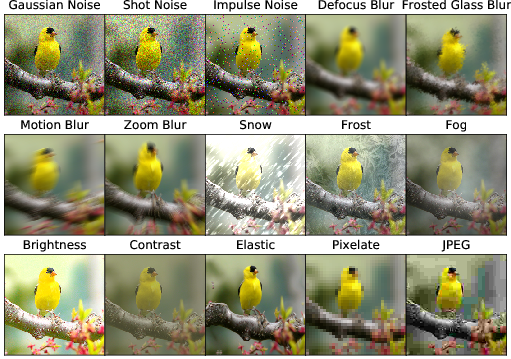 Gaussian Noise Shot Noise Impulse Noise Defocus Blur Frosted Glass Blur
Motion Blur Zoom Blur Snow Frost Fog
Brightness Contrast Elastic Pixelate JPEG